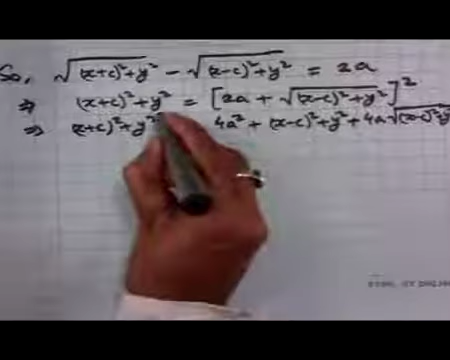 So, √(x+c)²+y² - √(x-c)²+y² = 2a
⇒ (x+c)²+y² = [2a + √(x-c)²+y²]²
⇒ (x+c)²+y² 4a² + (x-c)²+y² + 4a√(x-c)²+y